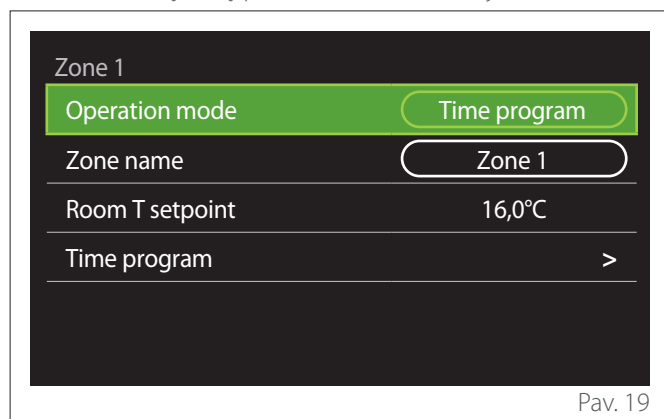 Zone 1
Operation mode Time program
Zone name Zone 1
Room T setpoint 16,0°C
Time program >
Pav. 19